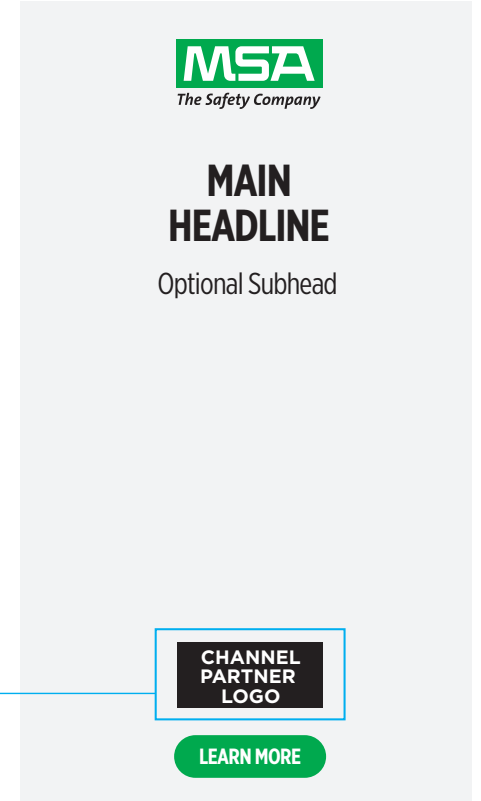 MSA
The Safety Company
MAIN
HEADLINE
Optional Subhead
CHANNEL
PARTNER
LOGO
LEARN MORE